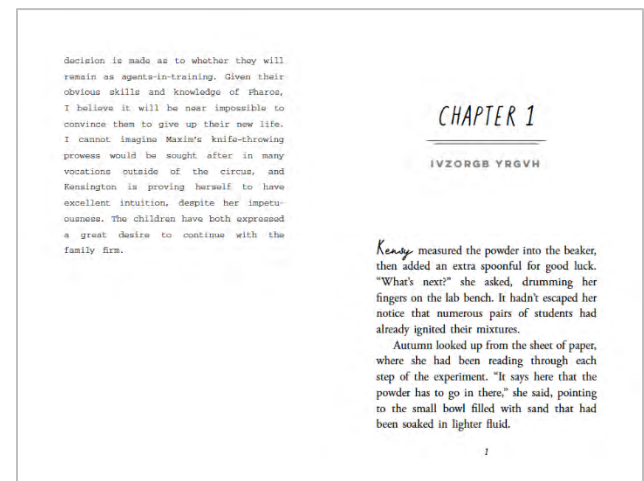 decision is made as to whether they will
remain as agents-in-training. Given their
obvious skills and knowledge of Pharos,
I believe it will be near impossible to
convince them to give up their new life.
I cannot imagine Maxim's knife-throwing
prowess would be sought after in many
vocations outside of the circus, and
Kensington is proving herself to have
excellent intuition, despite her impetu-
ousness. The children have both expressed
a great desire to continue with the
family firm.
CHAPTER 1
IVZORGB YRGVH
Kensy measured the powder into the beaker,
then added an extra spoonful for good luck.
“What’s next?” she asked, drumming her
fingers on the lab bench. It hadn’t escaped her
notice that numerous pairs of students had
already ignited their mixtures.
Autumn looked up from the sheet of paper,
where she had been reading through each
step of the experiment. “It says here that the
powder has to go in there,” she said, pointing
to the small bowl filled with sand that had
been soaked in lighter fluid.
1